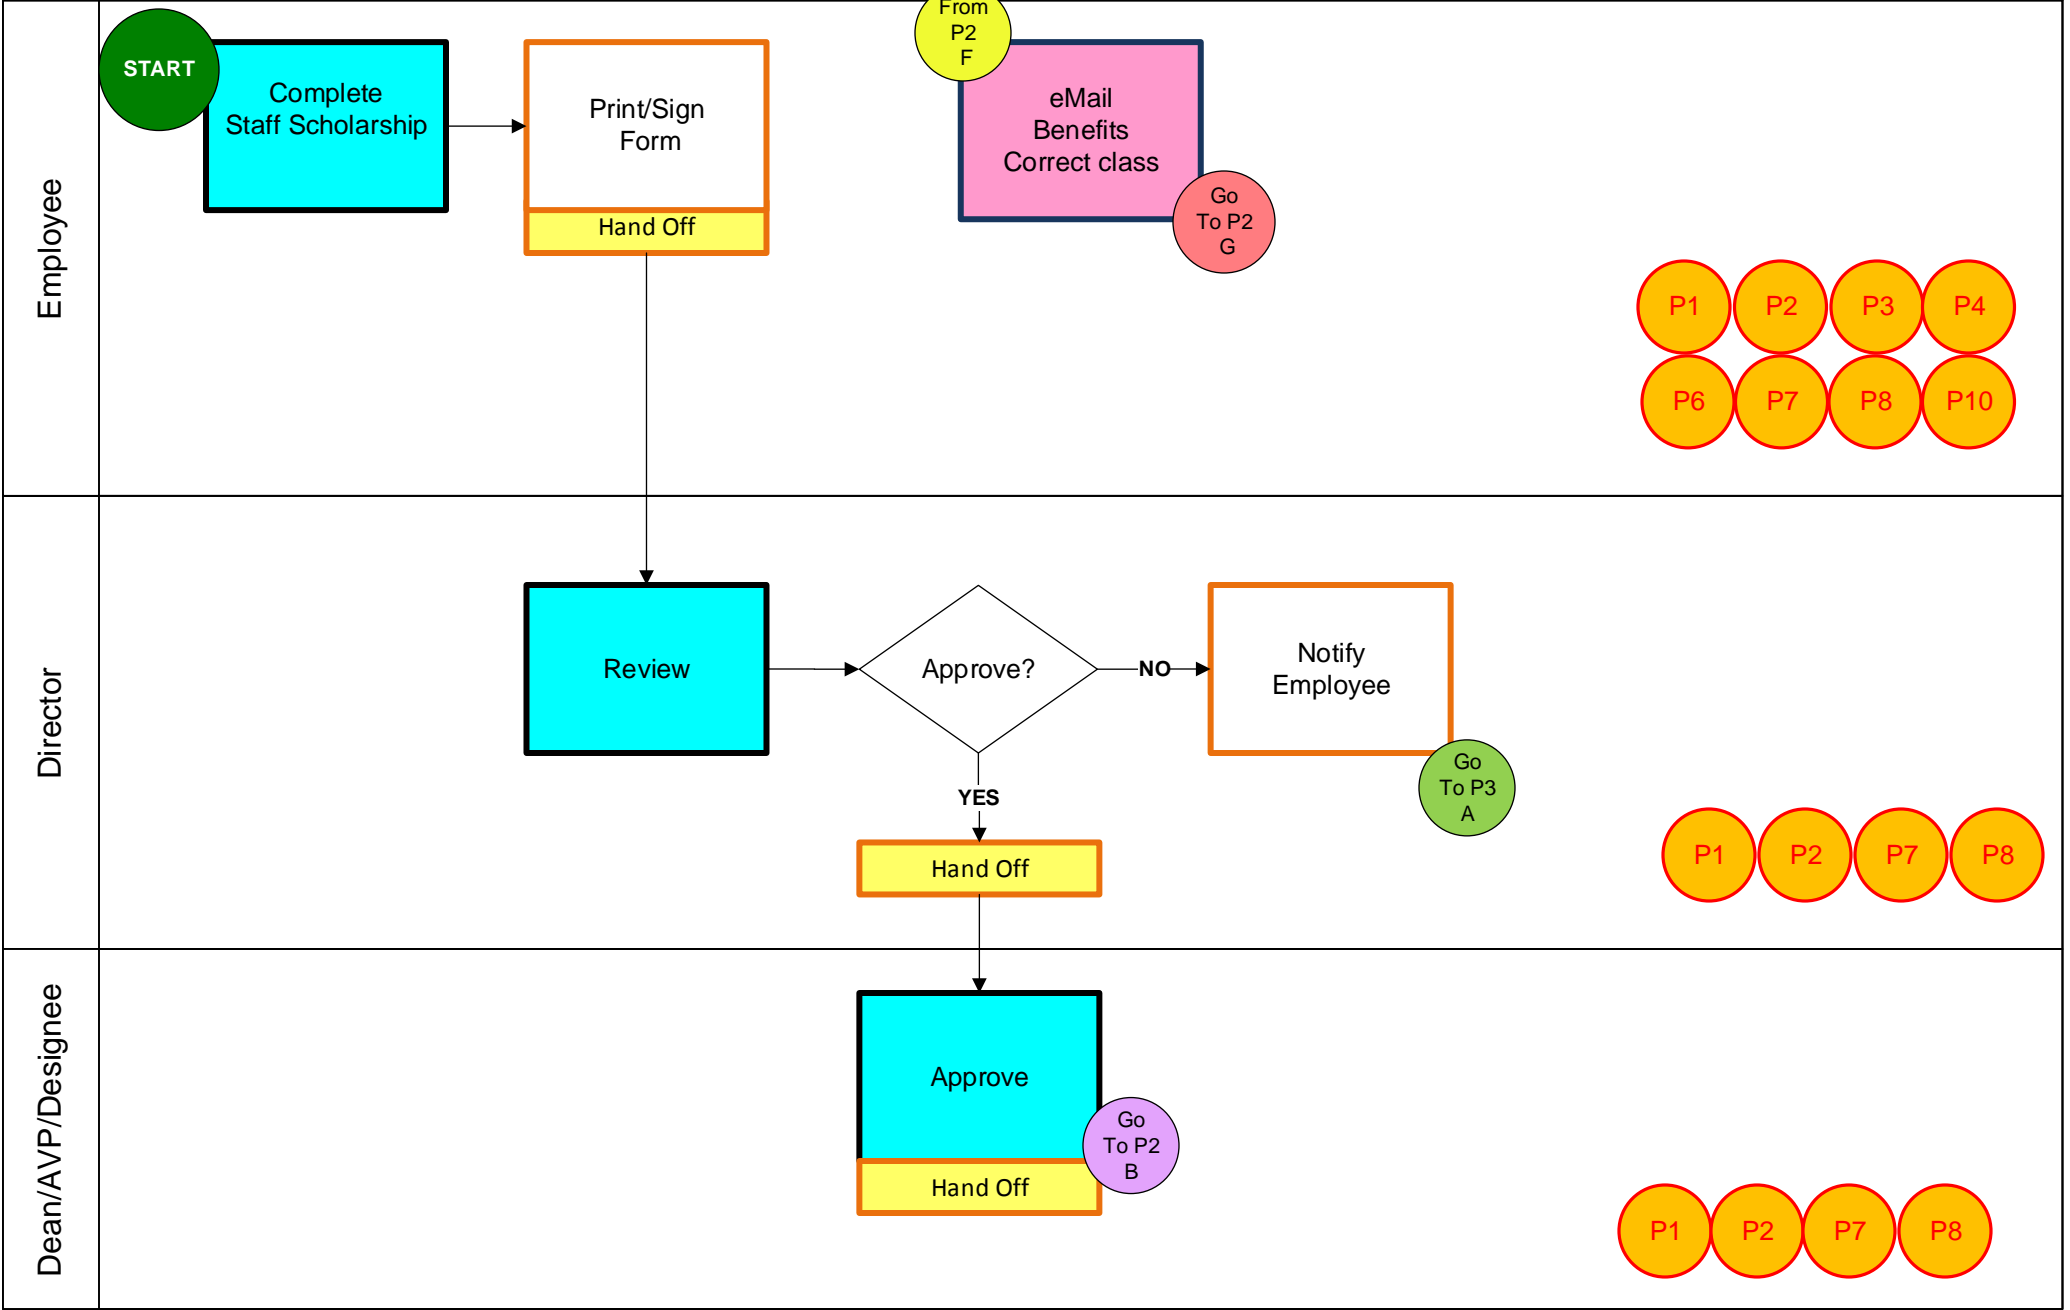 Employee
START
Complete
Staff Scholarship
Print/Sign
Form
Hand Off
From
P2
F
eMail
Benefits
Correct class
Go
To P2
G
P1 P2 P3 P4
P6 P7 P8 P10
Director
Review
Approve?
NO
Notify
Employee
Go
To P3
A
YES
Hand Off
P1 P2 P7 P8
Dean/AVP/Designee
Approve
Go
To P2
B
Hand Off
P1 P2 P7 P8